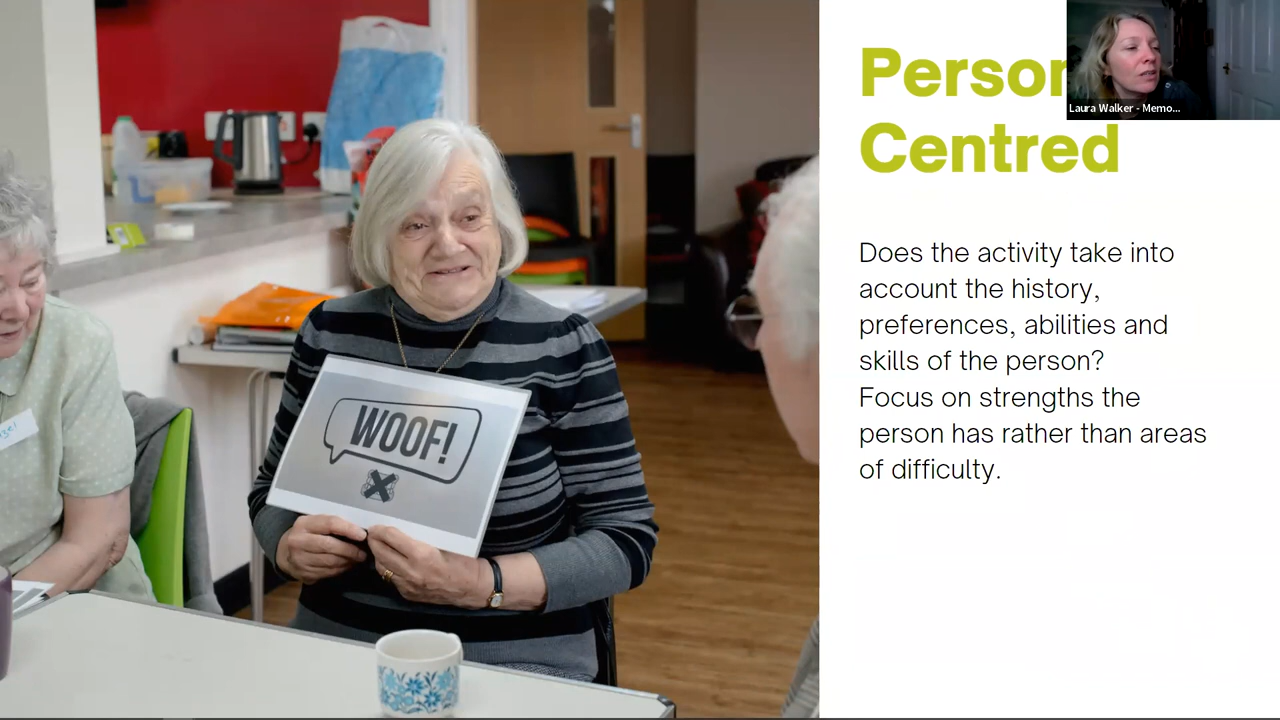 Person
Centred
Laura Walker - Memo...
Does the activity take into
account the history,
preferences, abilities and
skills of the person?
Focus on strengths the
person has rather than areas
of difficulty.
WOOF!